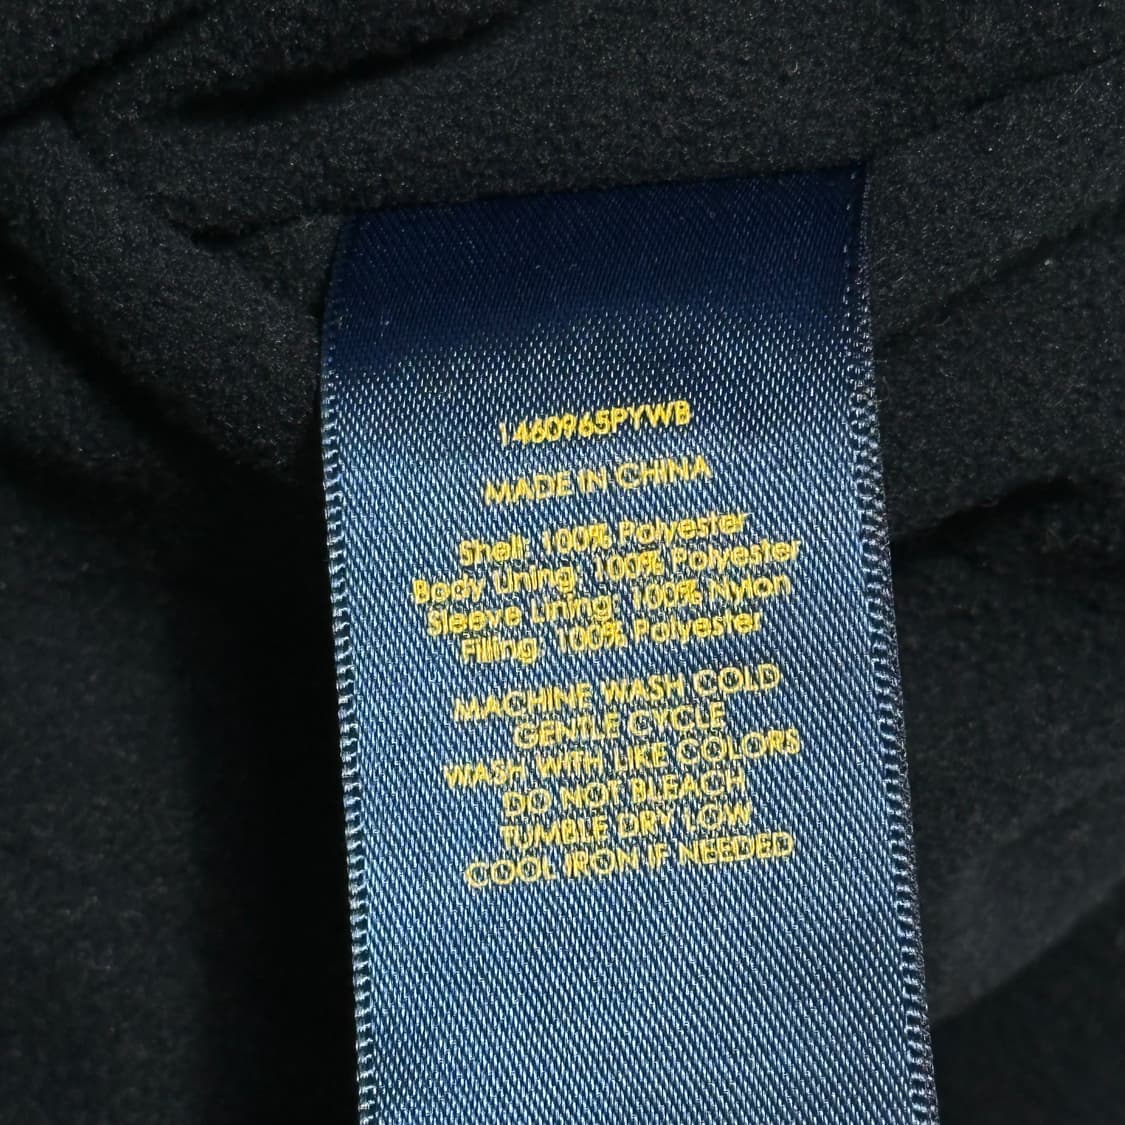 1460965PYWB
MADE IN CHINA
Shell: 100% Polyester
Body Lining: 100% Polyester
Sleeve Lining: 100% Nylon
Filling: 100% Polyester
MACHINE WASH COLD
GENTLE CYCLE
WASH WITH LIKE COLORS
DO NOT BLEACH
TUMBLE DRY LOW
COOL IRON IF NEEDED